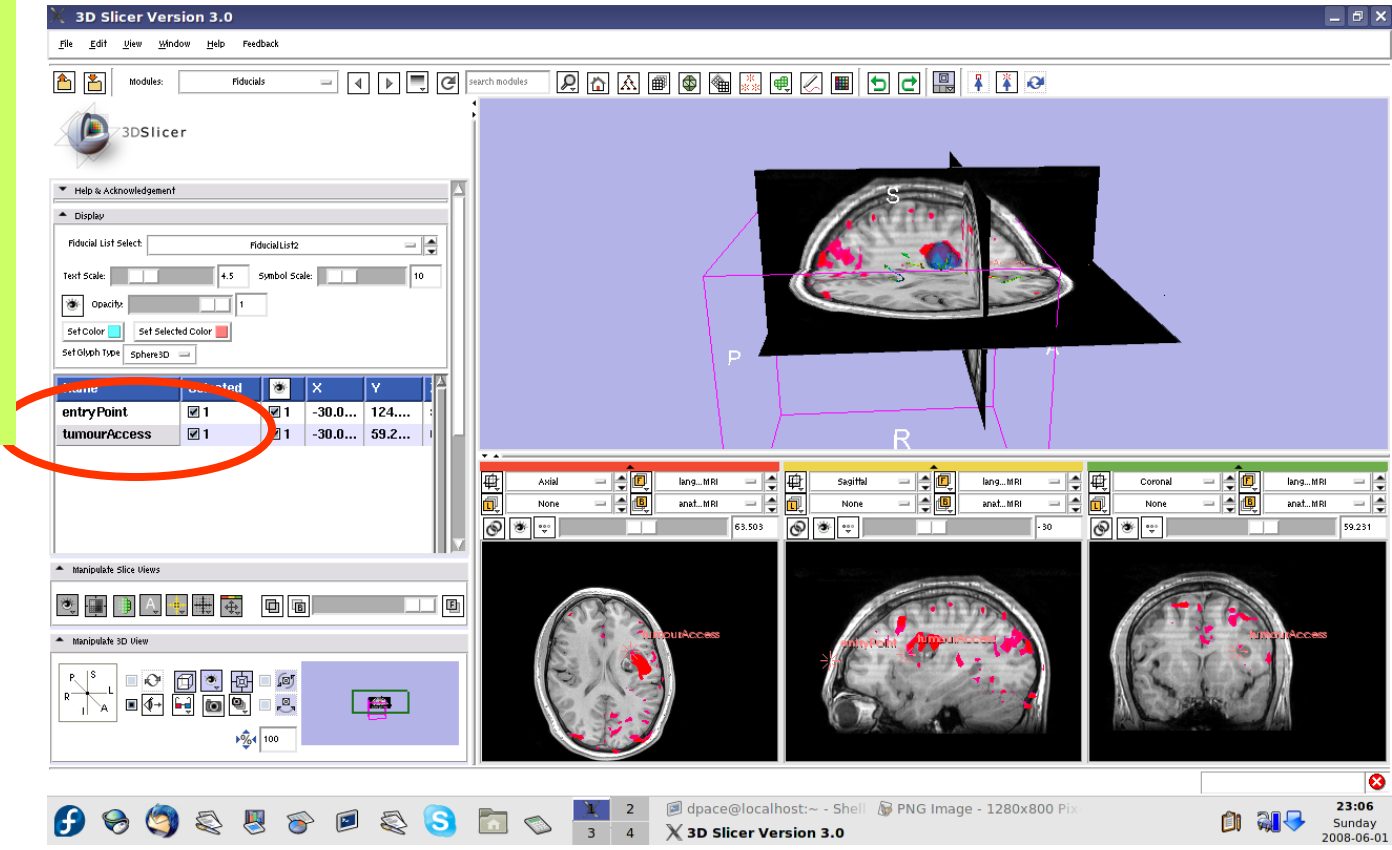 3D Slicer Version 3.0
File Edit View Window Help Feedback
Modules: Fiducials search modules
3DSlicer
Help & Acknowledgement
Display
Fiducial List Select: FiducialList2
Text Scale: 4.5 Symbol Scale: 10
Opacity: 1
Set Color Set Selected Color
Set Glyph Type Sphere3D
Name Selected X Y
entryPoint 1 1 -30.0... 124....
tumourAccess 1 1 -30.0... 59.2...
Manipulate Slice Views
Manipulate 3D View
P S
R L
I A
100
S
P
A
R
Axial lang...MRI
None anat...MRI
63.503
Sagittal lang...MRI
None anat...MRI
-30
Coronal lang...MRI
None anat...MRI
59.231
tumourAccess
entryPoint tumourAccess
tumourAccess
1 2
3 4
dpace@localhost:~ - Shell PNG Image - 1280x800 Pix
3D Slicer Version 3.0
23:06
Sunday
2008-06-01